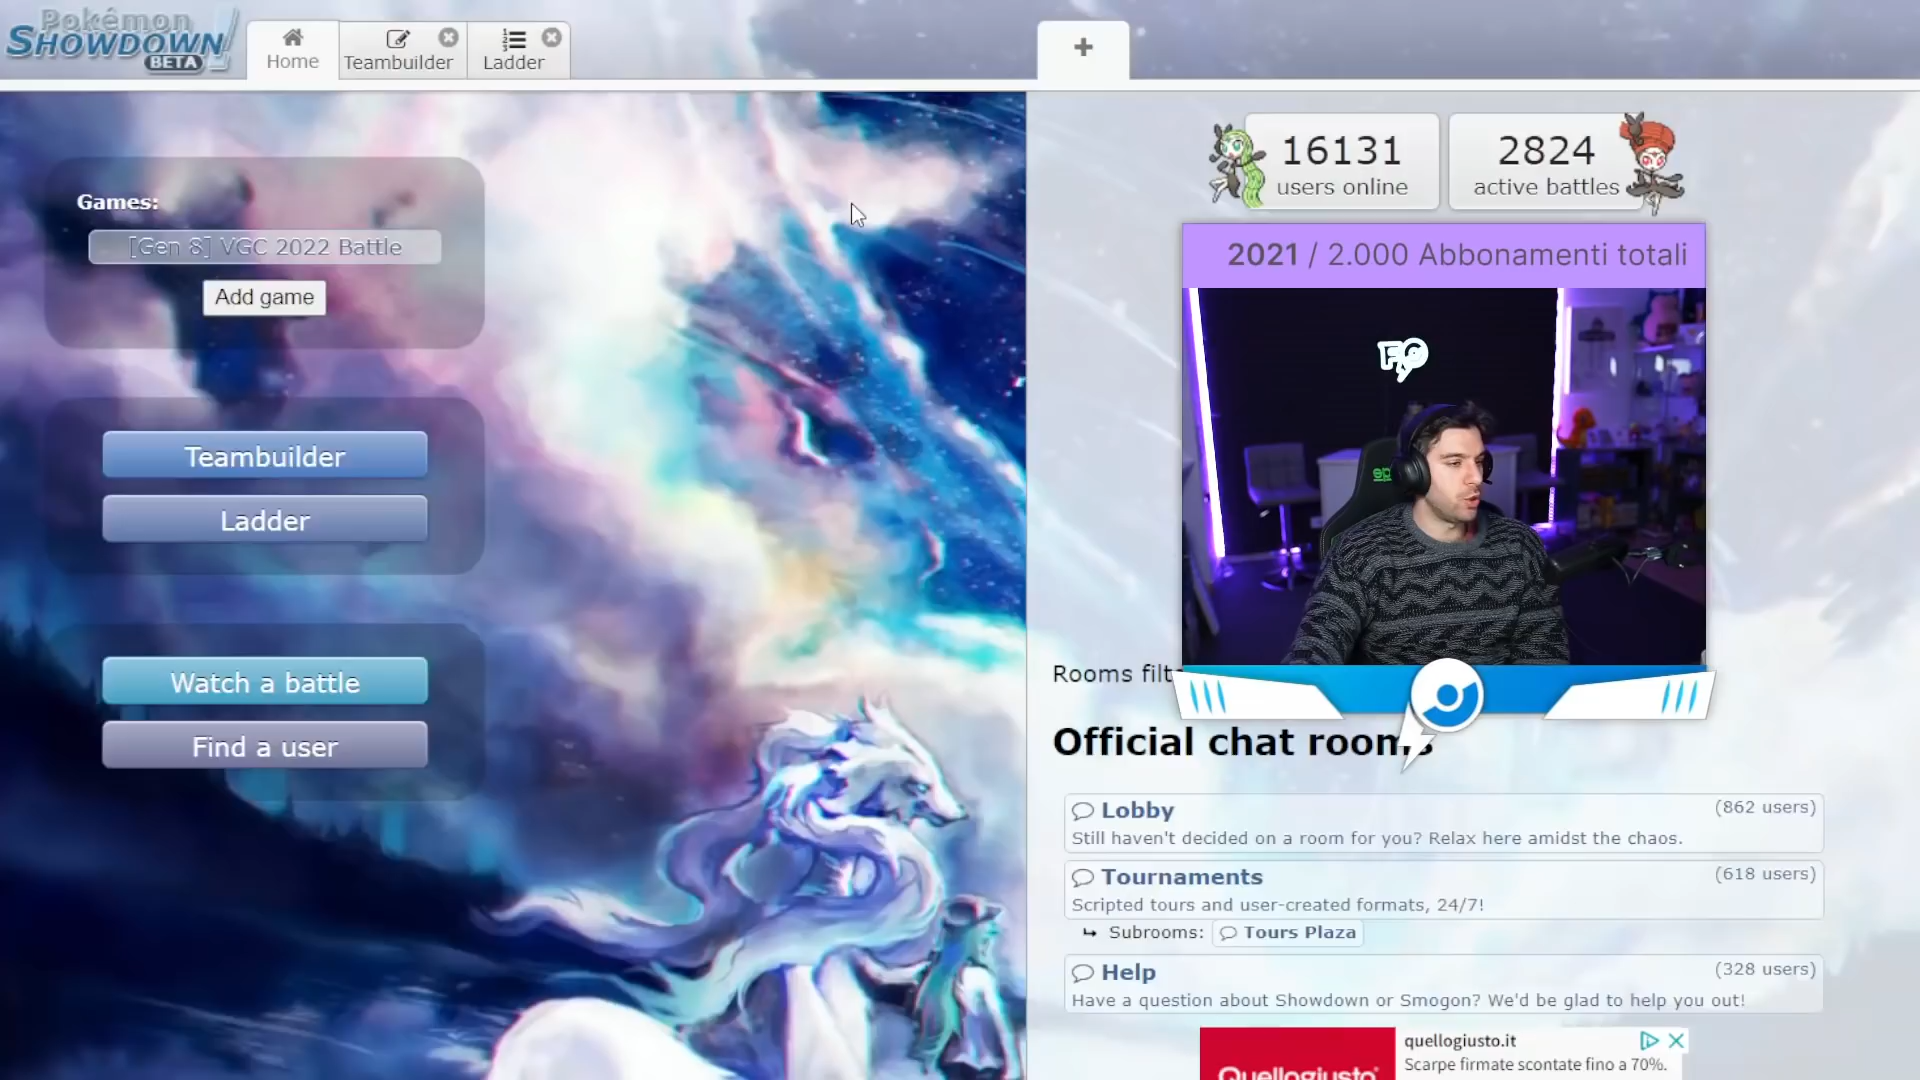 Pokémon
SHOWDOWN!
BETA
Home
Teambuilder
Ladder
16131
users online
2824
active battles
Games:
[Gen 8] VGC 2022 Battle
Add game
2021 / 2.000 Abbonamenti totali
Teambuilder
Ladder
Watch a battle
Find a user
Rooms filt
Official chat rooms
Lobby
(862 users)
Still haven't decided on a room for you? Relax here amidst the chaos.
Tournaments
(618 users)
Scripted tours and user-created formats, 24/7!
Subrooms: Tours Plaza
Help
(328 users)
Have a question about Showdown or Smogon? We'd be glad to help you out!
quellogiusto.it
Scarpe firmate scontate fino a 70%.
Quellogiusto